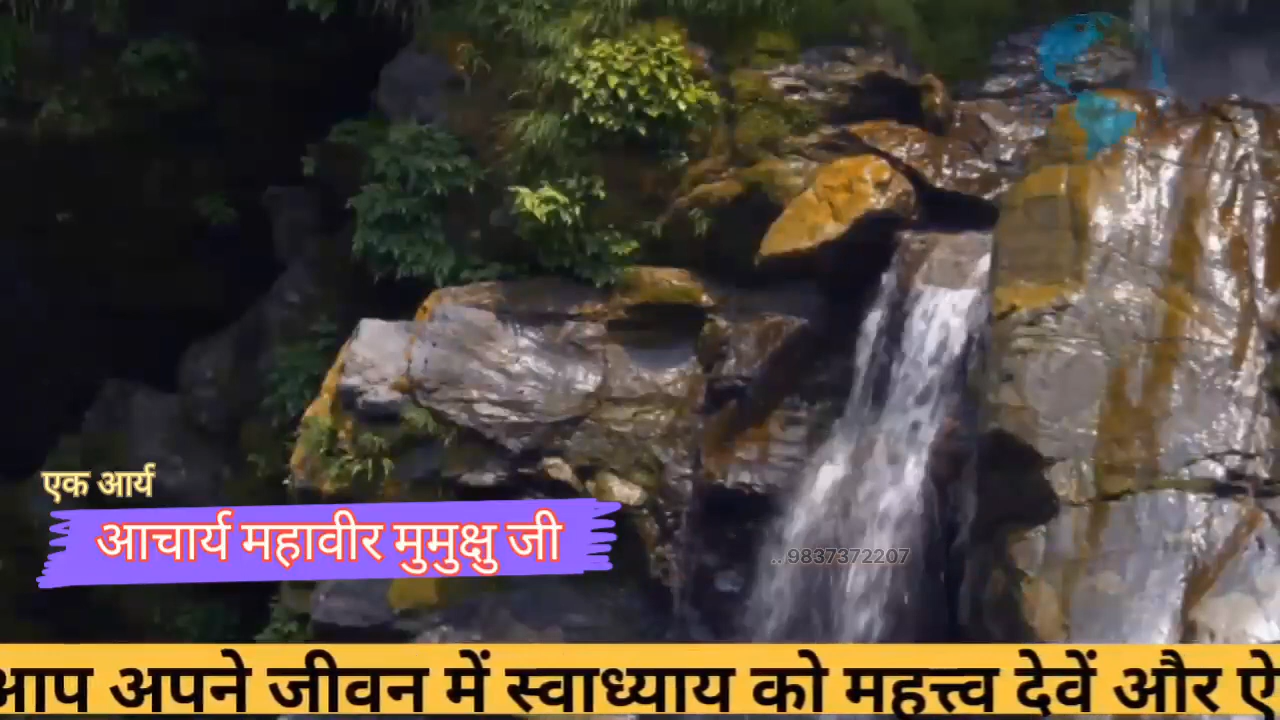 एक आर्य
आचार्य महावीर मुमुक्षु जी
..9837372207
आप अपने जीवन में स्वाध्याय को महत्त्व देवें और ऐ